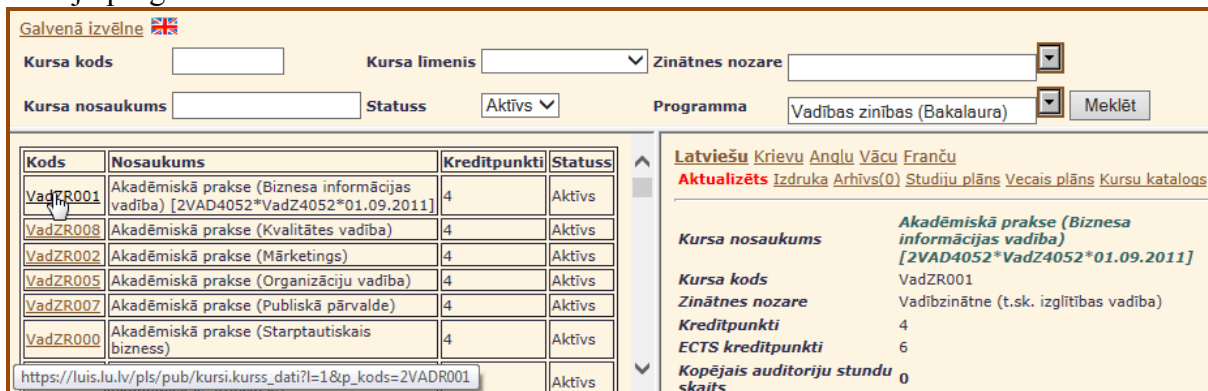 Galvenā izvēlne
Kursa kods Kursa līmenis Zinātnes nozare
Kursa nosaukums Statuss Aktīvs Programma Vadības zinības (Bakalaura) Meklēt
Kods Nosaukums Kredītpunkti Statuss
VadZR001 Akadēmiskā prakse (Biznesa informācijas vadība) [2VAD4052*VadZ4052*01.09.2011] 4 Aktīvs
VadZR008 Akadēmiskā prakse (Kvalitātes vadība) 4 Aktīvs
VadZR002 Akadēmiskā prakse (Mārketings) 4 Aktīvs
VadZR005 Akadēmiskā prakse (Organizāciju vadība) 4 Aktīvs
VadZR007 Akadēmiskā prakse (Publiskā pārvalde) 4 Aktīvs
VadZR000 Akadēmiskā prakse (Starptautiskais bizness) 4 Aktīvs
Aktīvs
https://luis.lu.lv/pls/pub/kursi.kurss_dati?l=1&p_kods=2VADR001
Latviešu Krievu Angļu Vācu Franču
Aktualizēts Izdruka Arhīvs(0) Studiju plāns Vecais plāns Kursu katalogs
Kursa nosaukums Akadēmiskā prakse (Biznesa
informācijas vadība)
[2VAD4052*VadZ4052*01.09.2011]
Kursa kods VadZR001
Zinātnes nozare Vadībzinātne (t.sk. izglītības vadība)
Kredītpunkti 4
ECTS kredītpunkti 6
Kopējais auditoriju stundu skaits 0